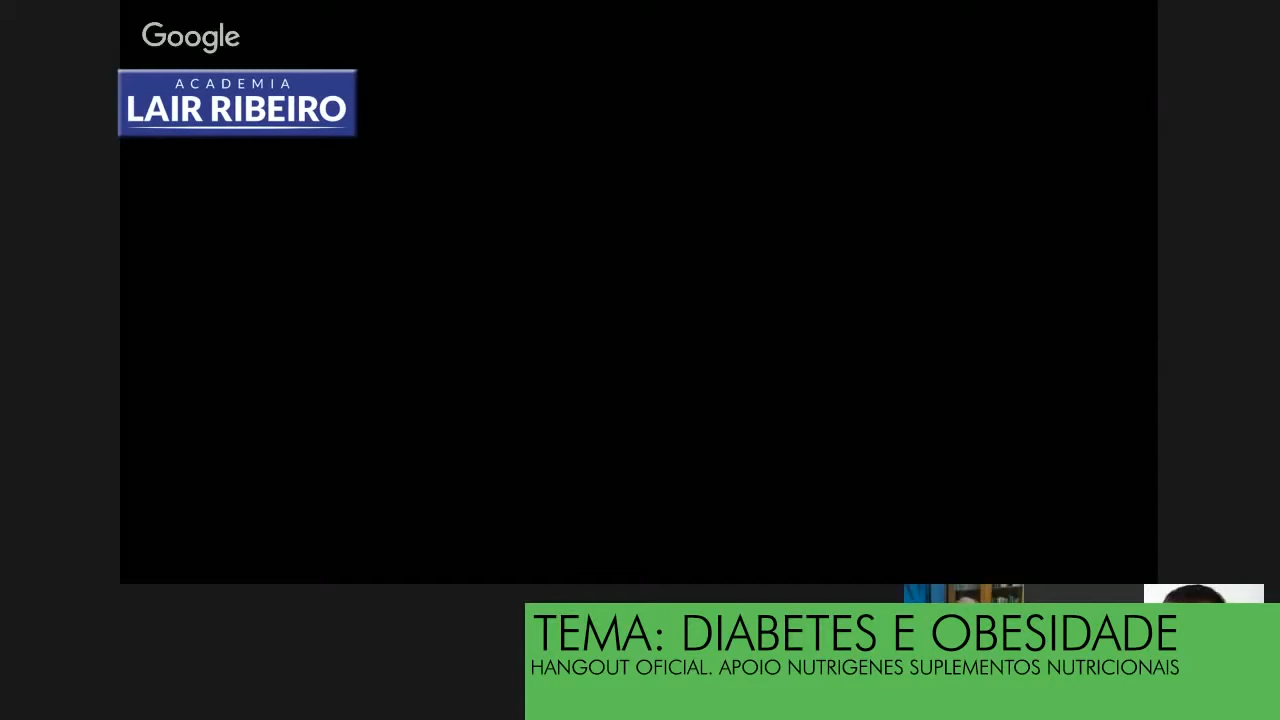 Google
ACADEMIA
LAIR RIBEIRO
TEMA: DIABETES E OBESIDADE
HANGOUT OFICIAL. APOIO NUTRIGENES SUPLEMENTOS NUTRICIONAIS